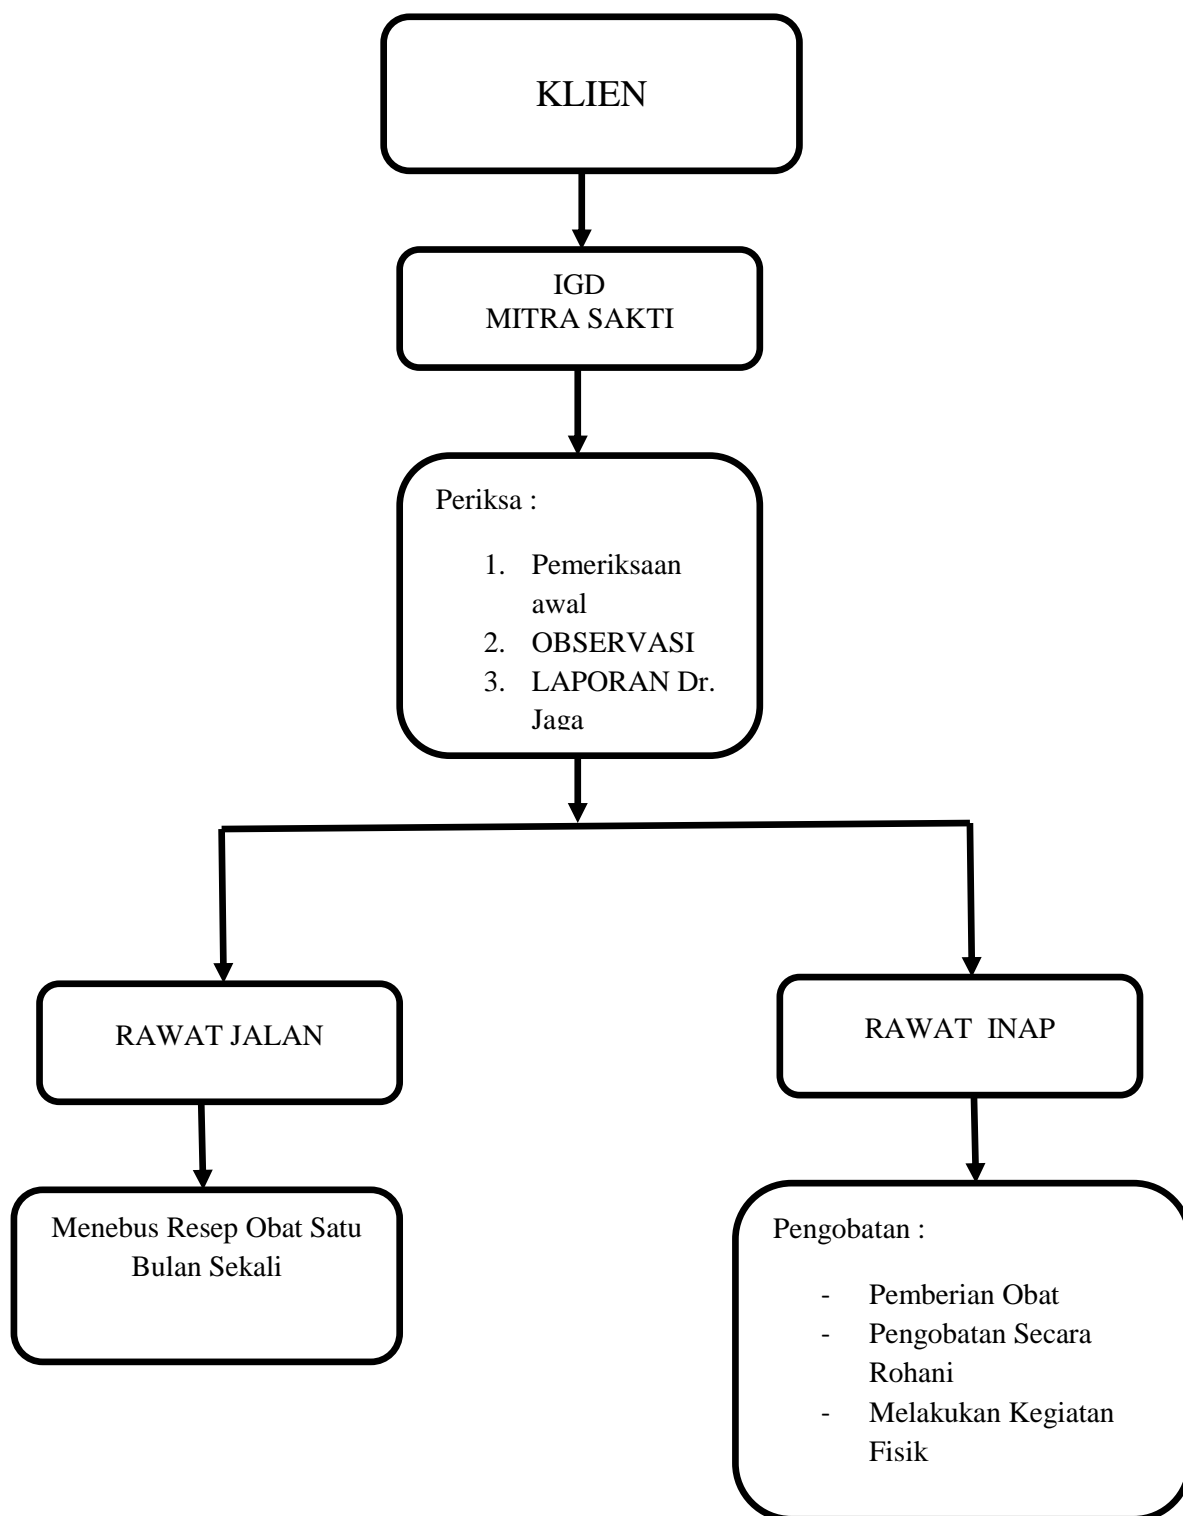 KLIEN
IGD
MITRA SAKTI
Periksa :
1. Pemeriksaan
awal
2. OBSERVASI
3. LAPORAN Dr.
Jaga
RAWAT JALAN
RAWAT  INAP
Menebus Resep Obat Satu
Bulan Sekali
Pengobatan :
- Pemberian Obat
- Pengobatan Secara
Rohani
- Melakukan Kegiatan
Fisik